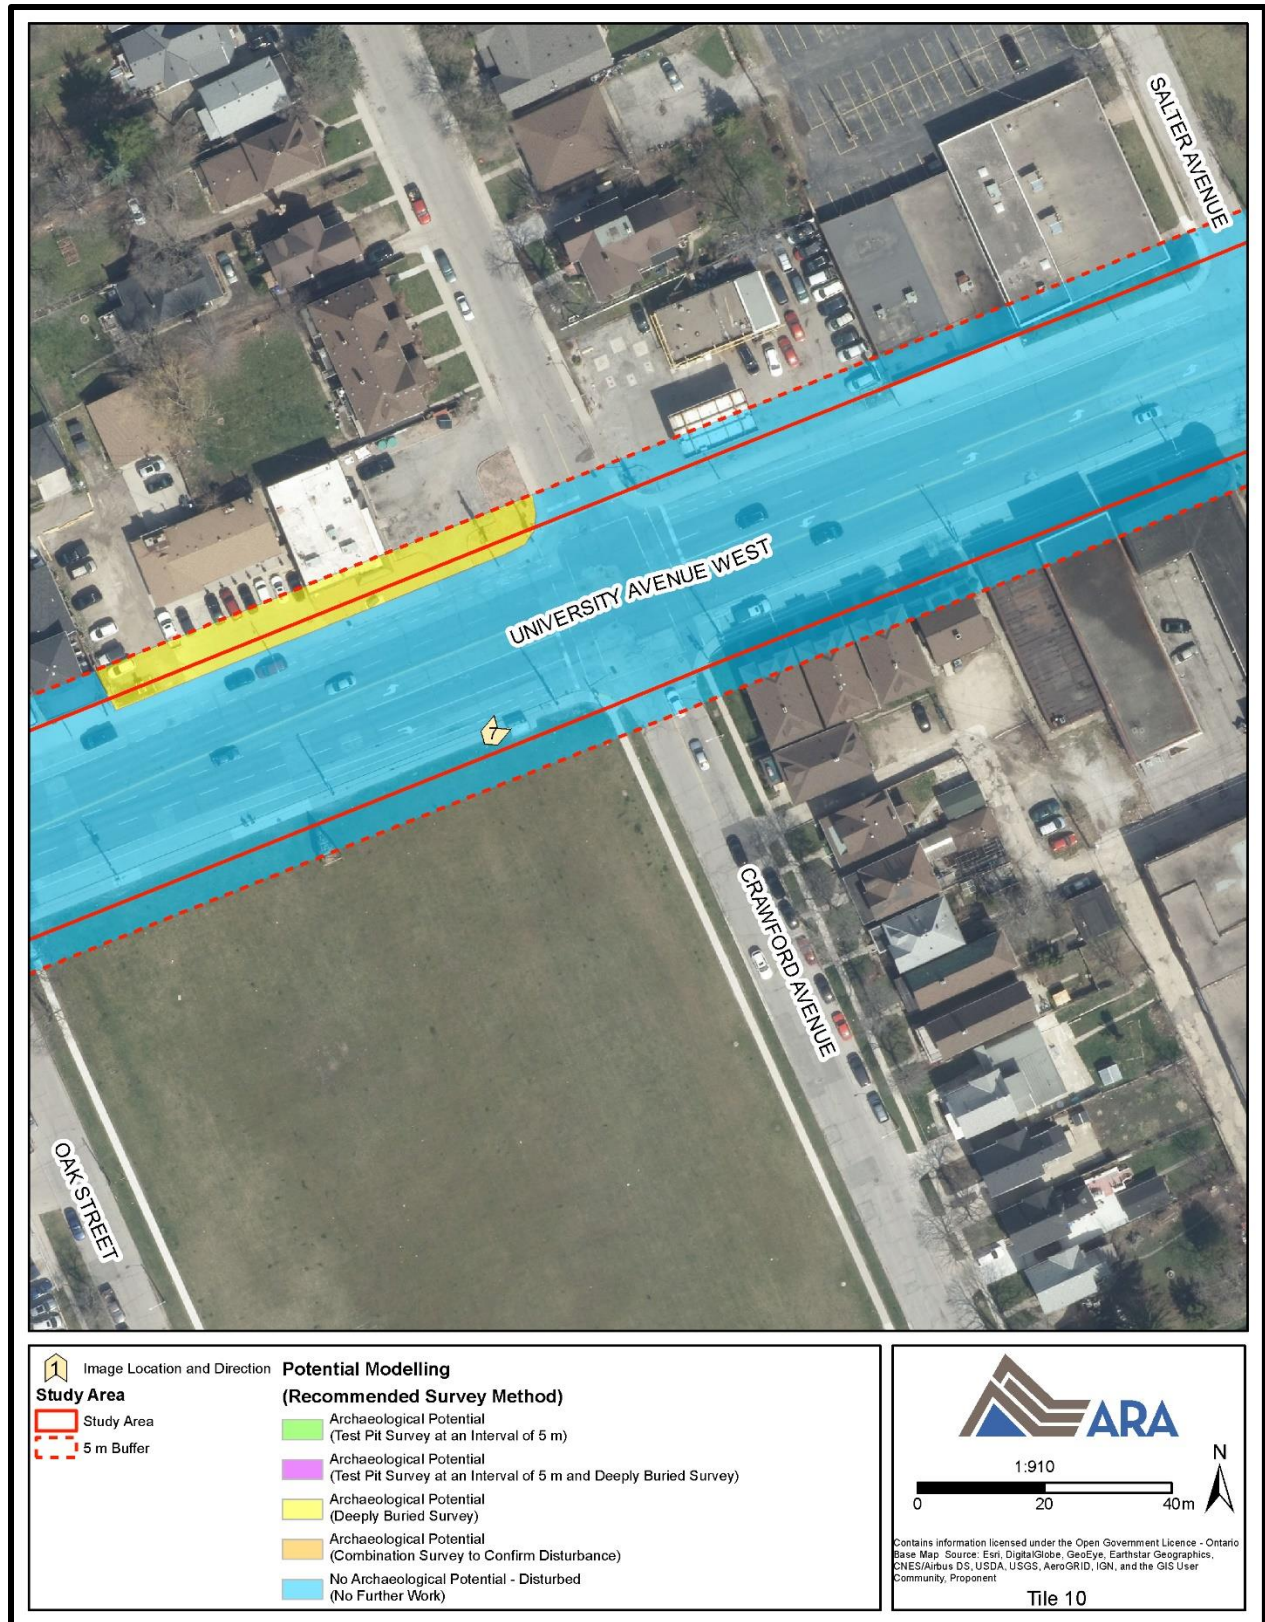 SALTER AVENUE
UNIVERSITY AVENUE WEST
7
CRAWFORD AVENUE
OAK STREET
1 Image Location and Direction
Study Area
Study Area
5 m Buffer
Potential Modelling
(Recommended Survey Method)
Archaeological Potential
(Test Pit Survey at an Interval of 5 m)
Archaeological Potential
(Test Pit Survey at an Interval of 5 m and Deeply Buried Survey)
Archaeological Potential
(Deeply Buried Survey)
Archaeological Potential
(Combination Survey to Confirm Disturbance)
No Archaeological Potential - Disturbed
(No Further Work)
ARA
1:910
N
0 20 40m
Contains information licensed under the Open Government Licence - Ontario
Base Map Source: Esri, DigitalGlobe, GeoEye, Earthstar Geographics,
CNES/Airbus DS, USDA, USGS, AeroGRID, IGN, and the GIS User
Community, Proponent
Tile 10